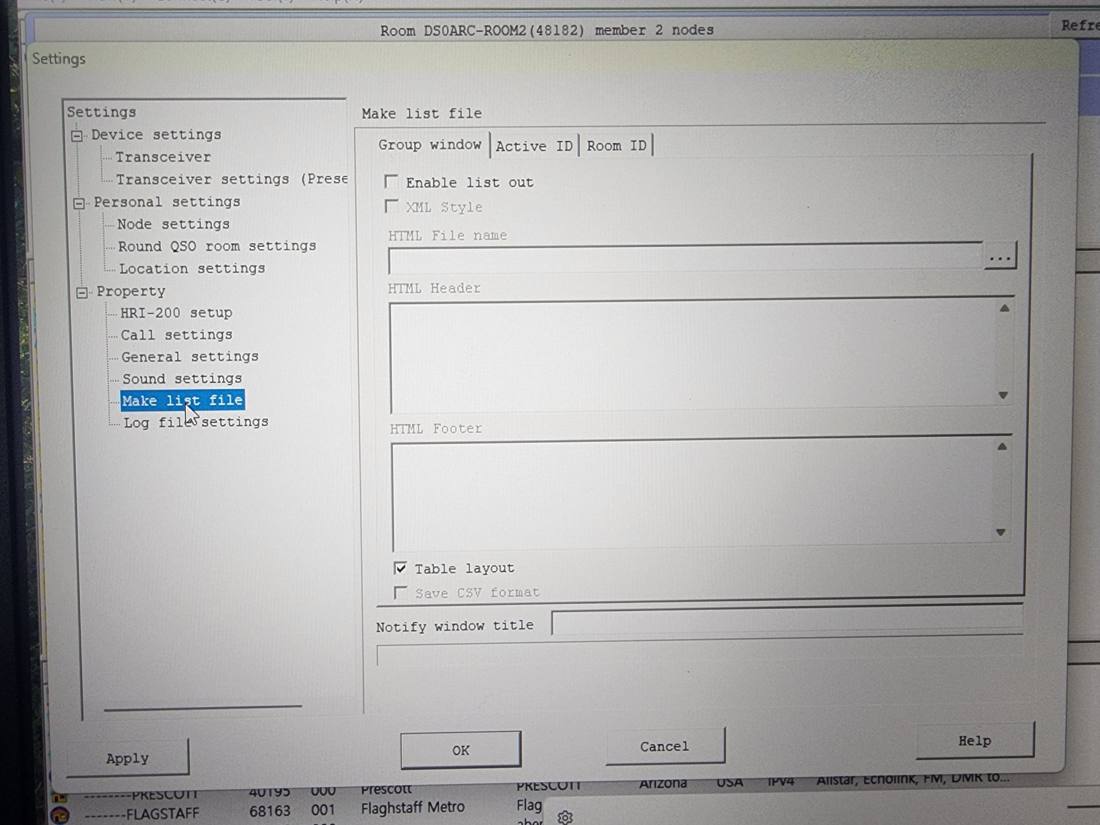 Room DS0ARC-ROOM2(48182) member 2 nodes
Refre
Settings
Settings
Device settings
Transceiver
Transceiver settings (Prese
Personal settings
Node settings
Round QSO room settings
Location settings
Property
HRI-200 setup
Call settings
General settings
Sound settings
Make list file
Log file settings
Make list file
Group window
Active ID
Room ID
Enable list out
XML Style
HTML File name
...
HTML Header
HTML Footer
Table layout
Save CSV format
Notify window title
Apply
OK
Cancel
Help
--------PRESCOTT 40195 000 Prescott PRESCOTT Arizona USA IPv4 Allstar, Echolink, FM, DMR to...
-------FLAGSTAFF 68163 001 Flaghstaff Metro Flag